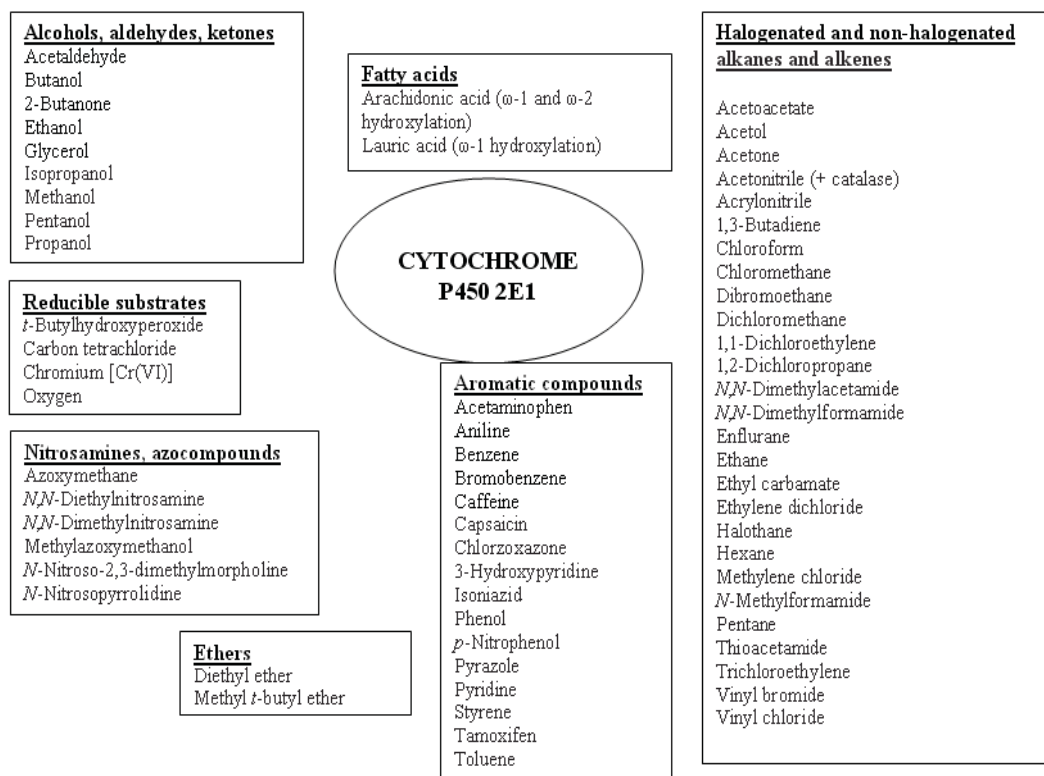 Alcohols, aldehydes, ketones
Acetaldehyde
Butanol
2-Butanone
Ethanol
Glycerol
Isopropanol
Methanol
Pentanol
Propanol
Reducible substrates
t-Butylhydroxyperoxide
Carbon tetrachloride
Chromium [Cr(VI)]
Oxygen
Nitrosamines, azocompounds
Azoxymethane
N,N-Diethylnitrosamine
N,N-Dimethylnitrosamine
Methylazoxymethanol
N-Nitroso-2,3-dimethylmorpholine
N-Nitrosopyrrolidine
Ethers
Diethyl ether
Methyl t-butyl ether
Fatty acids
Arachidonic acid (ω-1 and ω-2
hydroxylation)
Lauric acid (ω-1 hydroxylation)
CYTOCHROME
P450 2E1
Aromatic compounds
Acetaminophen
Aniline
Benzene
Bromobenzene
Caffeine
Capsaicin
Chlorzoxazone
3-Hydroxypyridine
Isoniazid
Phenol
p-Nitrophenol
Pyrazole
Pyridine
Styrene
Tamoxifen
Toluene
Halogenated and non-halogenated
alkanes and alkenes
Acetoacetate
Acetol
Acetone
Acetonitrile (+ catalase)
Acrylonitrile
1,3-Butadiene
Chloroform
Chloromethane
Dibromoethane
Dichloromethane
1,1-Dichloroethylene
1,2-Dichloropropane
N,N-Dimethylacetamide
N,N-Dimethylformamide
Enflurane
Ethane
Ethyl carbamate
Ethylene dichloride
Halothane
Hexane
Methylene chloride
N-Methylformamide
Pentane
Thioacetamide
Trichloroethylene
Vinyl bromide
Vinyl chloride